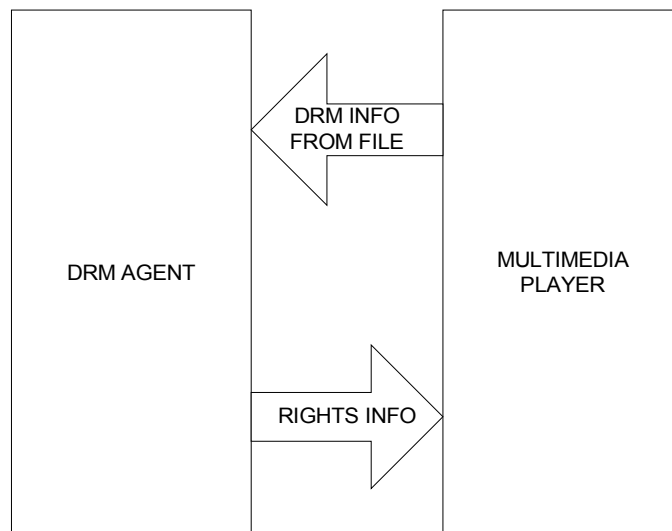 DRM INFO
FROM FILE
DRM AGENT
MULTIMEDIA
PLAYER
RIGHTS INFO